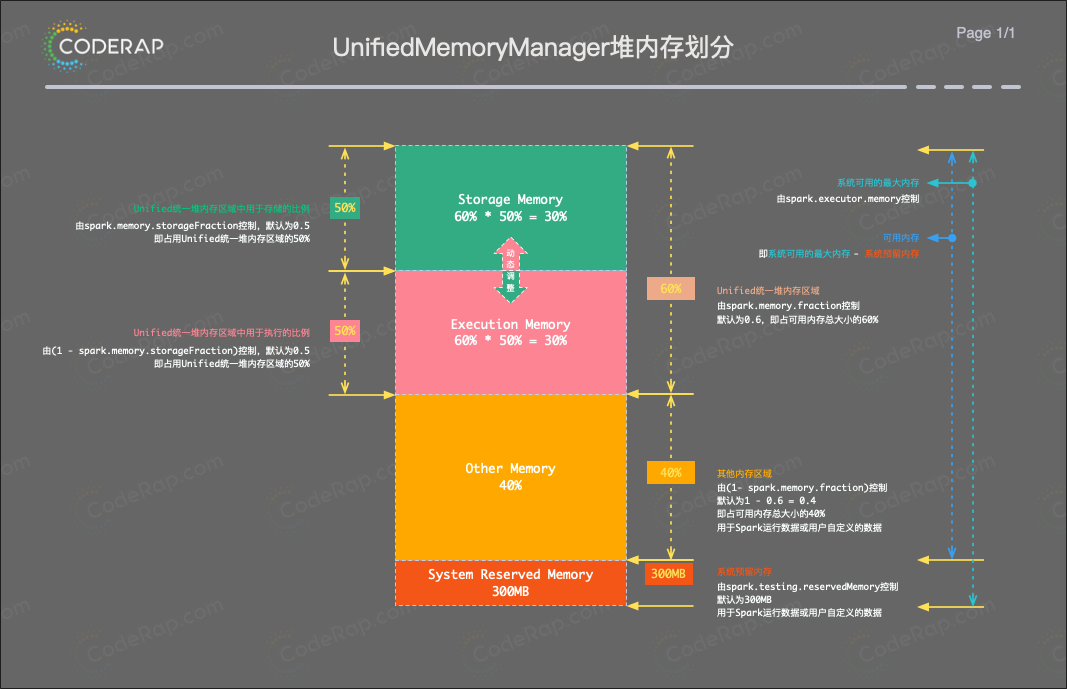 CODERAP
UnifiedMemoryManager堆内存划分
Page 1/1
Unified统一堆内存区域中用于存储的比例
由spark.memory.storageFraction控制，默认为0.5
即占用Unified统一堆内存区域的50%
50%
Storage Memory
60% * 50% = 30%
动态
调整
Unified统一堆内存区域中用于执行的比例
由(1 - spark.memory.storageFraction)控制，默认为0.5
即占用Unified统一堆内存区域的50%
50%
Execution Memory
60% * 50% = 30%
60%
Unified统一堆内存区域
由spark.memory.fraction控制
默认为0.6，即占可用内存总大小的60%
系统可用的最大内存
由spark.executor.memory控制
可用内存
即系统可用的最大内存 - 系统预留内存
Other Memory
40%
40%
其他内存区域
由(1- spark.memory.fraction)控制
默认为1 - 0.6 = 0.4
即占可用内存总大小的40%
用于Spark运行数据或用户自定义的数据
System Reserved Memory
300MB
300MB
系统预留内存
由spark.testing.reservedMemory控制
默认为300MB
用于Spark运行数据或用户自定义的数据
CodeRap.com